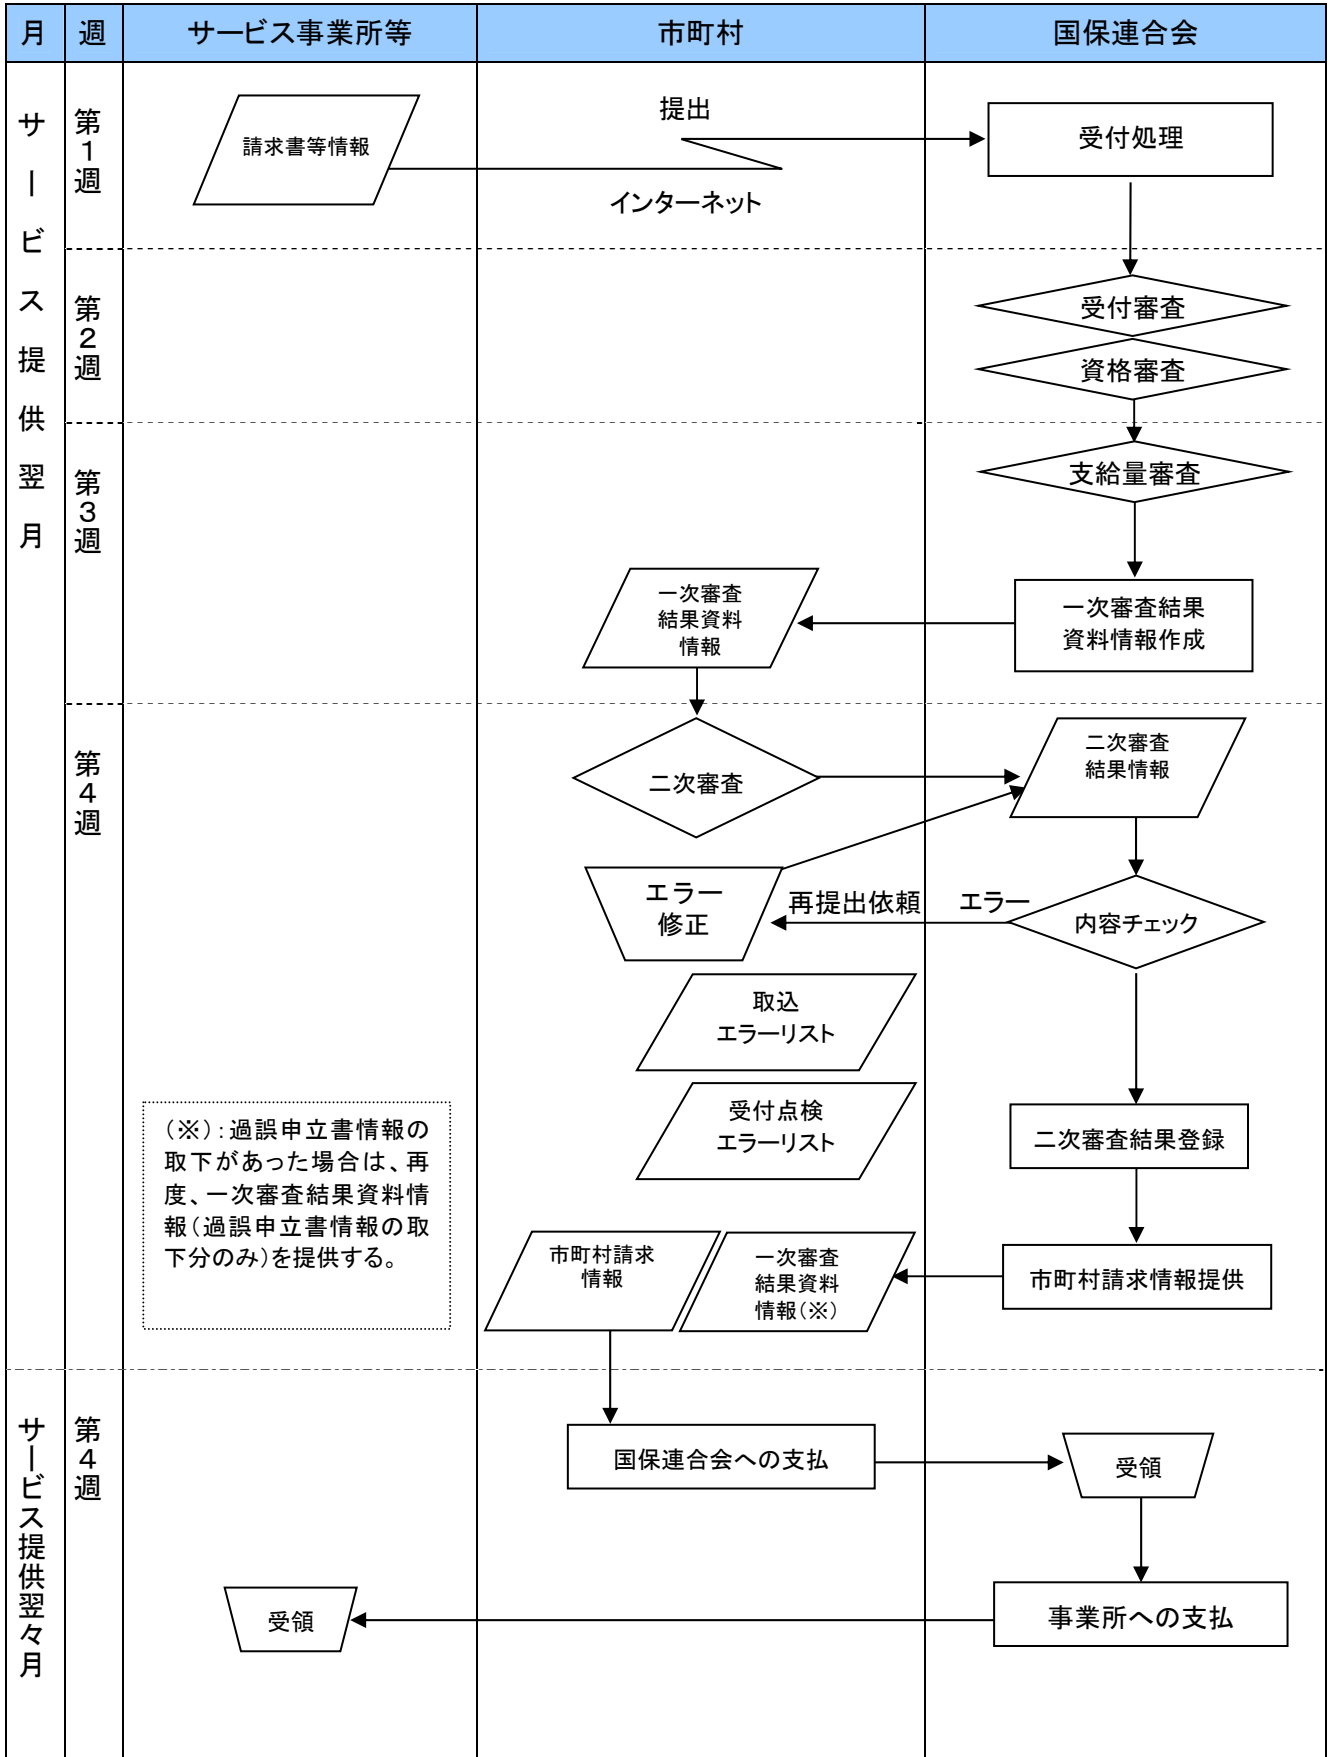 月 週 サービス事業所等 市町村 国保連合会
サービス提供翌月
第1週
請求書等情報
提出
インターネット
受付処理
第2週
受付審査
資格審査
第3週
支給量審査
一次審査
結果資料
情報
一次審査結果
資料情報作成
第4週
二次審査
二次審査
結果情報
エラー
修正
再提出依頼
エラー
内容チェック
取込
エラーリスト
受付点検
エラーリスト
二次審査結果登録
(※):過誤申立書情報の
取下があった場合は、再
度、一次審査結果資料情
報(過誤申立書情報の取
下分のみ)を提供する。
市町村請求
情報
一次審査
結果資料
情報(※)
市町村請求情報提供
サービス提供翌々月
第4週
国保連合会への支払
受領
受領
事業所への支払